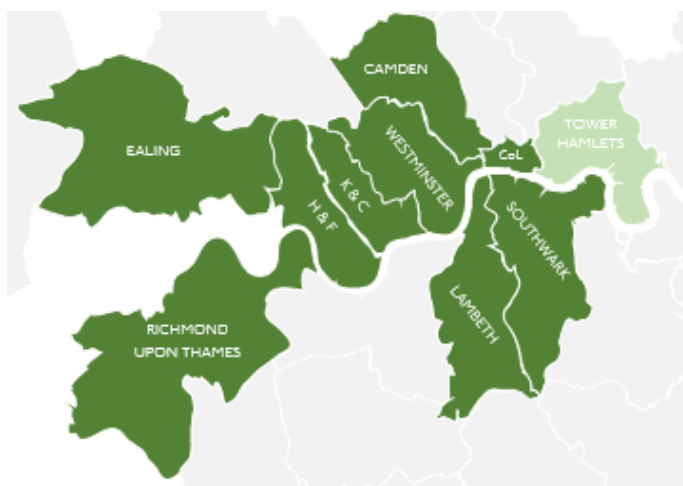 CAMDEN
TOWER
HAMLETS
EALING
WESTMINSTER
CoL
K & C
H & F
SOUTHWARK
LAMBETH
RICHMOND
UPON THAMES